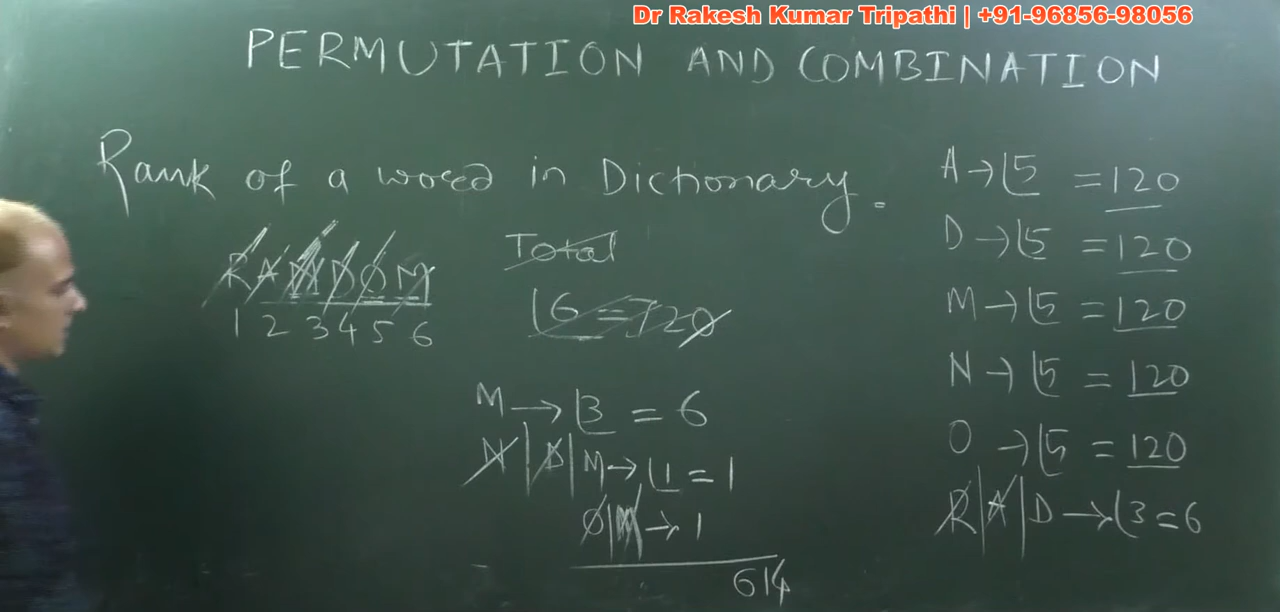 Dr Rakesh Kumar Tripathi | +91-96856-98056
PERMUTATION AND COMBINATION
Rank of a word in Dictionary.
RANDOM
1 2 3 4 5 6
Total
⌊6 = 720
M → ⌊3 = 6
N | D | M → ⌊1 = 1
O | M → 1
614
A → ⌊5 = 120
D → ⌊5 = 120
M → ⌊5 = 120
N → ⌊5 = 120
O → ⌊5 = 120
R | A | D → ⌊3 = 6